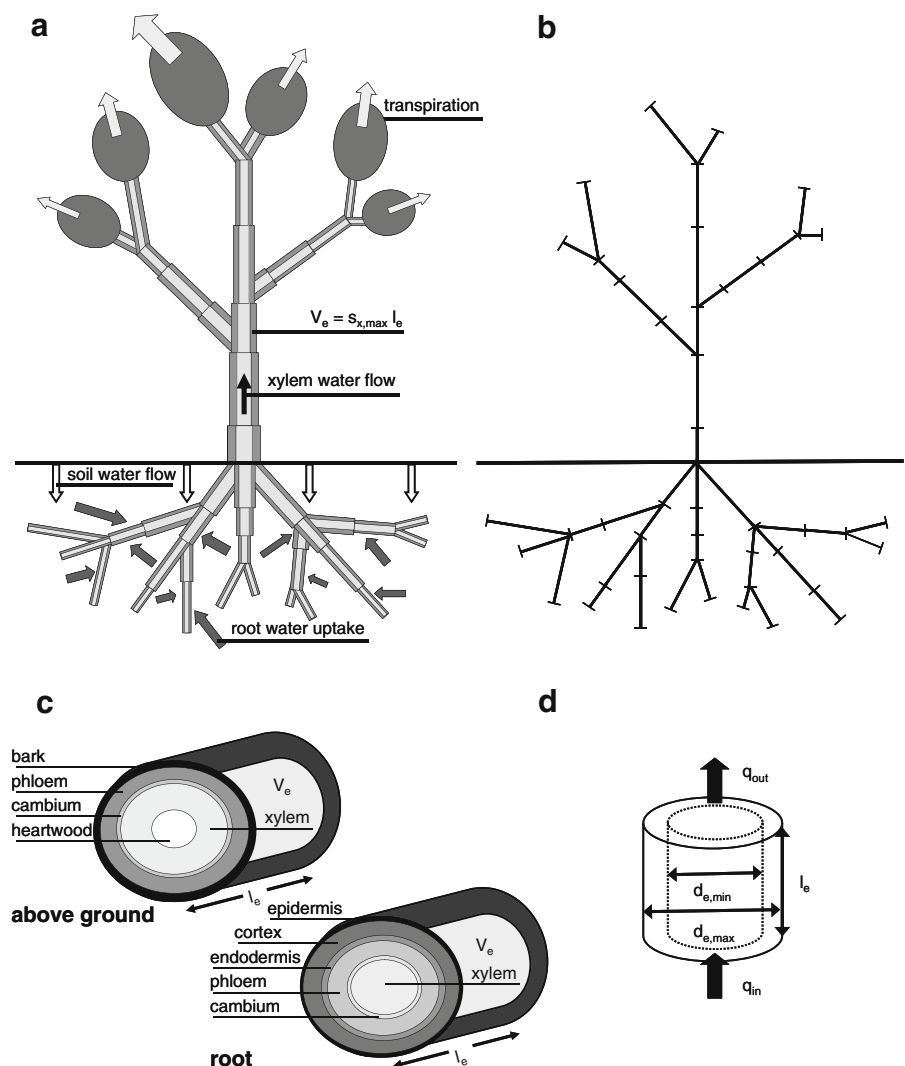 a
transpiration
V_e = s_x,max l_e
xylem water flow
soil water flow
root water uptake
b
c
bark
phloem
cambium
heartwood
V_e
xylem
l_e
above ground
epidermis
cortex
endodermis
phloem
cambium
V_e
xylem
l_e
root
d
q_out
d_e,min
l_e
d_e,max
q_in